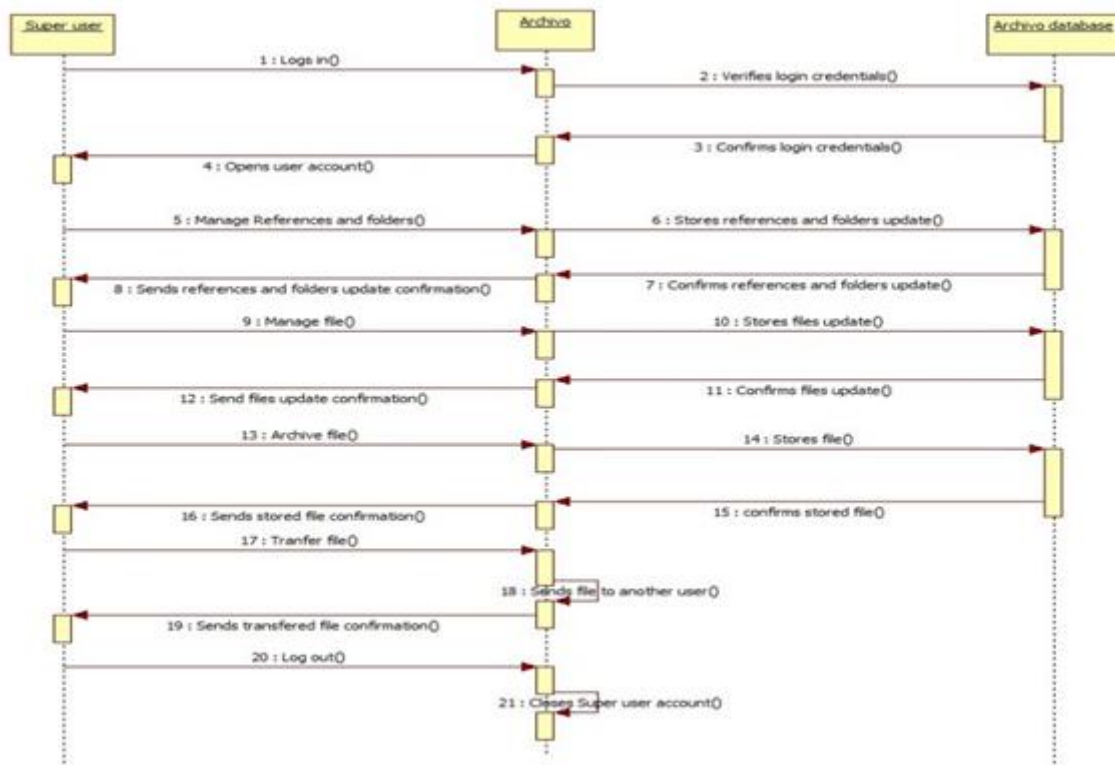 Super user
Archivo
Archivo database
1 : Logs in()
2 : Verifies login credentials()
3 : Confirms login credentials()
4 : Opens user account()
5 : Manage References and folders()
6 : Stores references and folders update()
7 : Confirms references and folders update()
8 : Sends references and folders update confirmation()
9 : Manage file()
10 : Stores files update()
11 : Confirms files update()
12 : Send files update confirmation()
13 : Archive file()
14 : Stores file()
15 : confirms stored file()
16 : Sends stored file confirmation()
17 : Tranfer file()
18 : Sends file to another user()
19 : Sends transfered file confirmation()
20 : Log out()
21 : Closes Super user account()